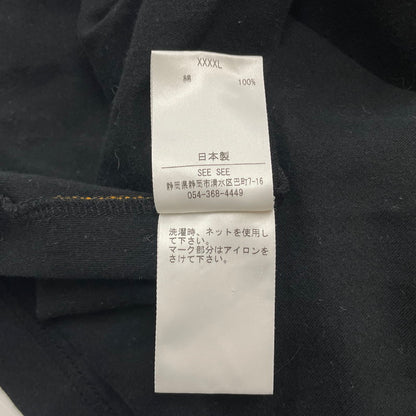 XXXXL
綿 100%
日本製
SEE SEE
静岡県静岡市清水区巴町7-16
054-368-4449
洗濯時、ネットを使用し
て下さい。
マーク部分はアイロンを
さけて下さい。